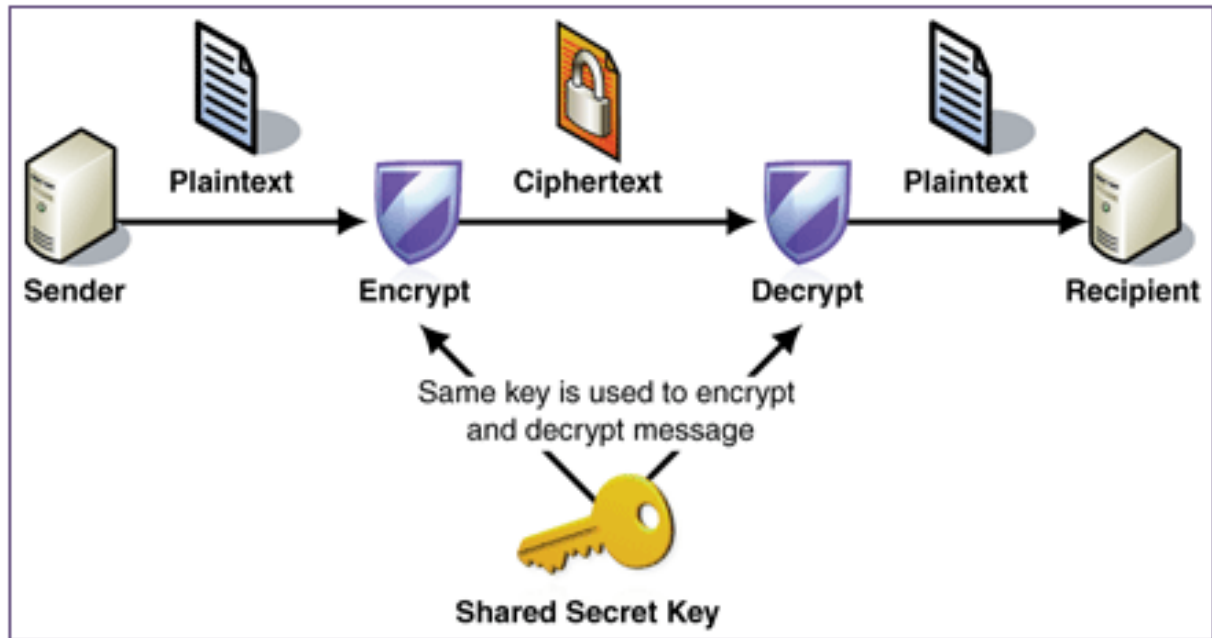 Plaintext
Ciphertext
Plaintext
Sender
Encrypt
Decrypt
Recipient
Same key is used to encrypt
and decrypt message
Shared Secret Key